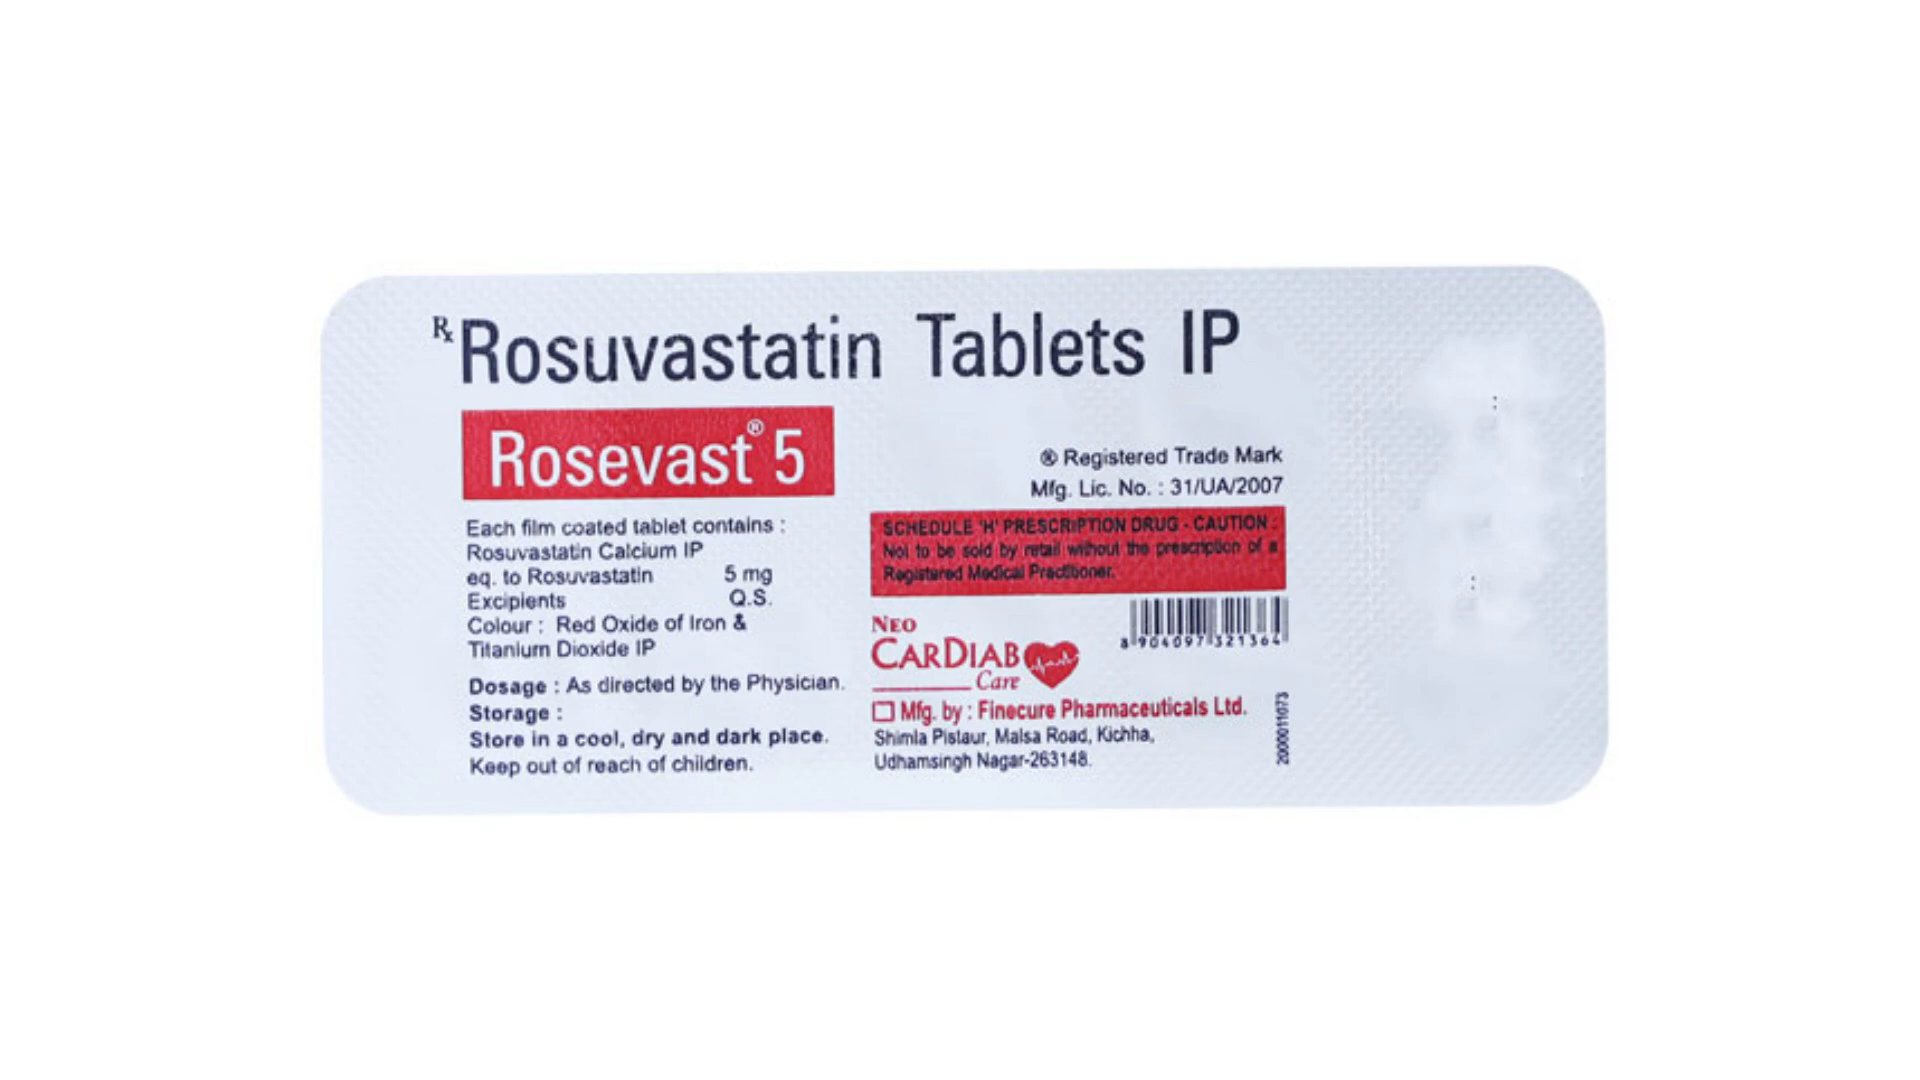 Rx Rosuvastatin Tablets IP
Rosevast® 5
Each film coated tablet contains :
Rosuvastatin Calcium IP
eq. to Rosuvastatin 5 mg
Excipients Q.S.
Colour : Red Oxide of Iron &
Titanium Dioxide IP
Dosage : As directed by the Physician.
Storage :
Store in a cool, dry and dark place.
Keep out of reach of children.
® Registered Trade Mark
Mfg. Lic. No. : 31/UA/2007
SCHEDULE 'H' PRESCRIPTION DRUG - CAUTION :
Not to be sold by retail without the prescription of a
Registered Medical Practitioner.
NEO
CARDIAB
Care
8 904097 321364
Mfg. by : Finecure Pharmaceuticals Ltd.
Shimla Pistaur, Malsa Road, Kichha,
Udhamsingh Nagar-263148.
2000011073